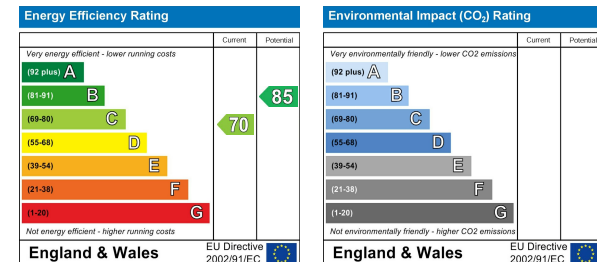 Energy Efficiency Rating
Current Potential
Very energy efficient - lower running costs
(92 plus) A
(81-91) B
85
(69-80) C
70
(55-68) D
(39-54) E
(21-38) F
(1-20) G
Not energy efficient - higher running costs
England & Wales
EU Directive
2002/91/EC
Environmental Impact (CO₂) Rating
Current Potential
Very environmentally friendly - lower CO2 emissions
(92 plus) A
(81-91) B
(69-80) C
(55-68) D
(39-54) E
(21-38) F
(1-20) G
Not environmentally friendly - higher CO2 emissions
England & Wales
EU Directive
2002/91/EC